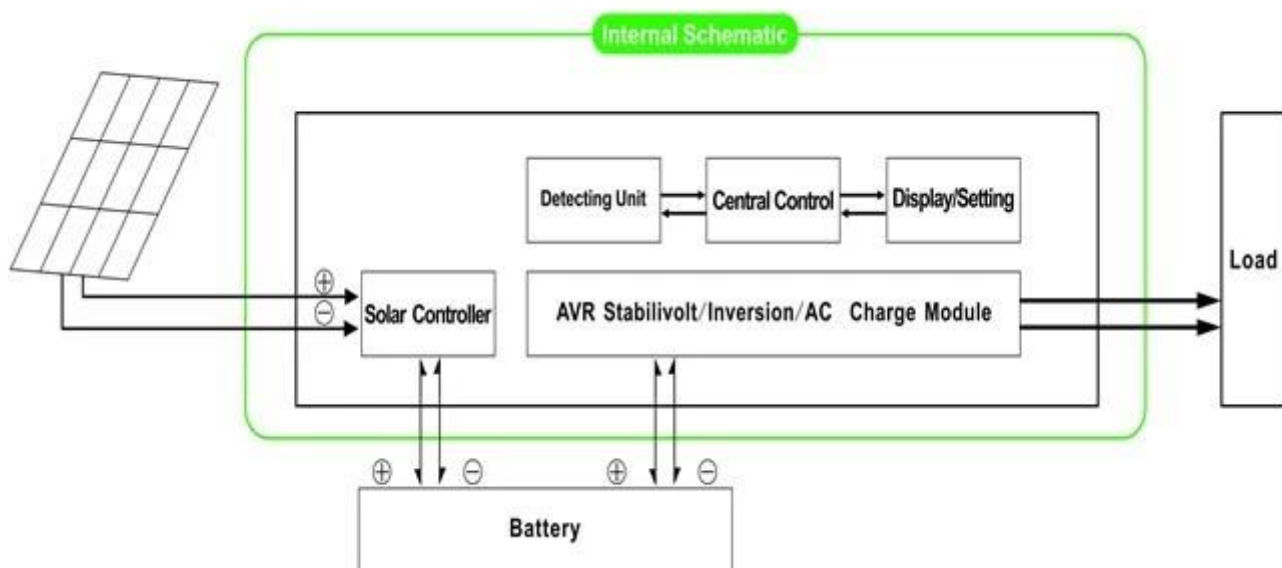 Internal Schematic
Detecting Unit
Central Control
Display/Setting
Load
⊕
⊖
Solar Controller
AVR Stabilivolt/Inversion/AC Charge Module
⊕ ⊖ ⊕ ⊖
Battery